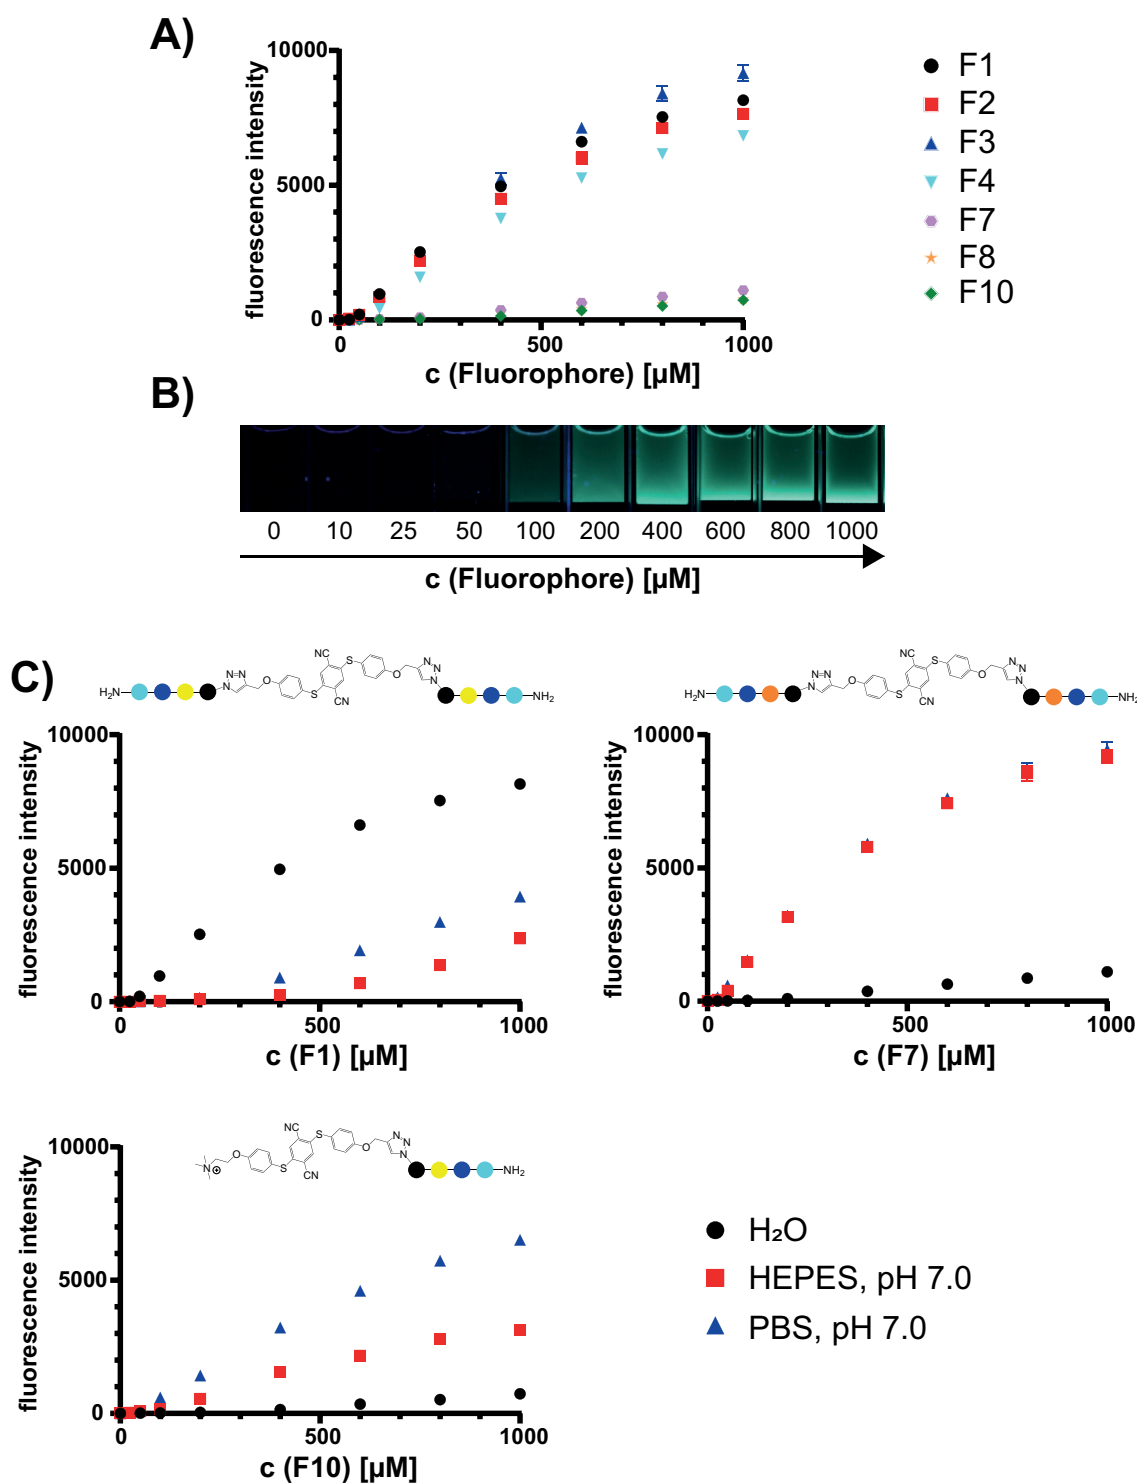 A)
10000
5000
0
fluorescence intensity
0
500
1000
c (Fluorophore) [µM]
F1
F2
F3
F4
F7
F8
F10
B)
0 10 25 50 100 200 400 600 800 1000
c (Fluorophore) [µM]
C)
H₂N
N=N
N
O
S
CN
CN
S
O
N
N
N
NH₂
10000
5000
0
fluorescence intensity
0
500
1000
c (F1) [µM]
H₂N
N=N
N
O
S
CN
CN
S
O
N
N
N
NH₂
10000
5000
0
fluorescence intensity
0
500
1000
c (F7) [µM]
N
⊕
O
S
CN
CN
S
O
N
N
N
NH₂
10000
5000
0
fluorescence intensity
0
500
1000
c (F10) [µM]
H₂O
HEPES, pH 7.0
PBS, pH 7.0